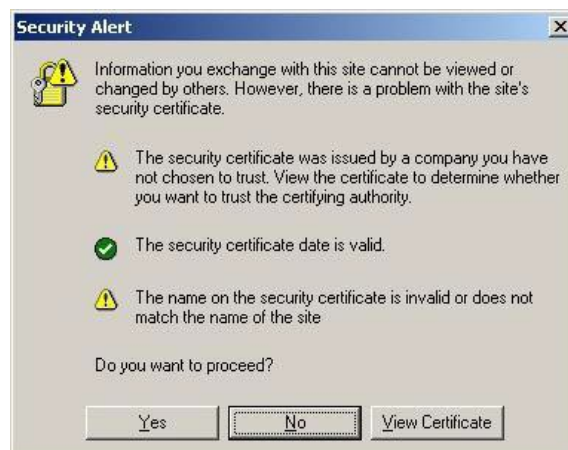 Security Alert
Information you exchange with this site cannot be viewed or
changed by others. However, there is a problem with the site's
security certificate.
The security certificate was issued by a company you have
not chosen to trust. View the certificate to determine whether
you want to trust the certifying authority.
The security certificate date is valid.
The name on the security certificate is invalid or does not
match the name of the site
Do you want to proceed?
Yes No View Certificate